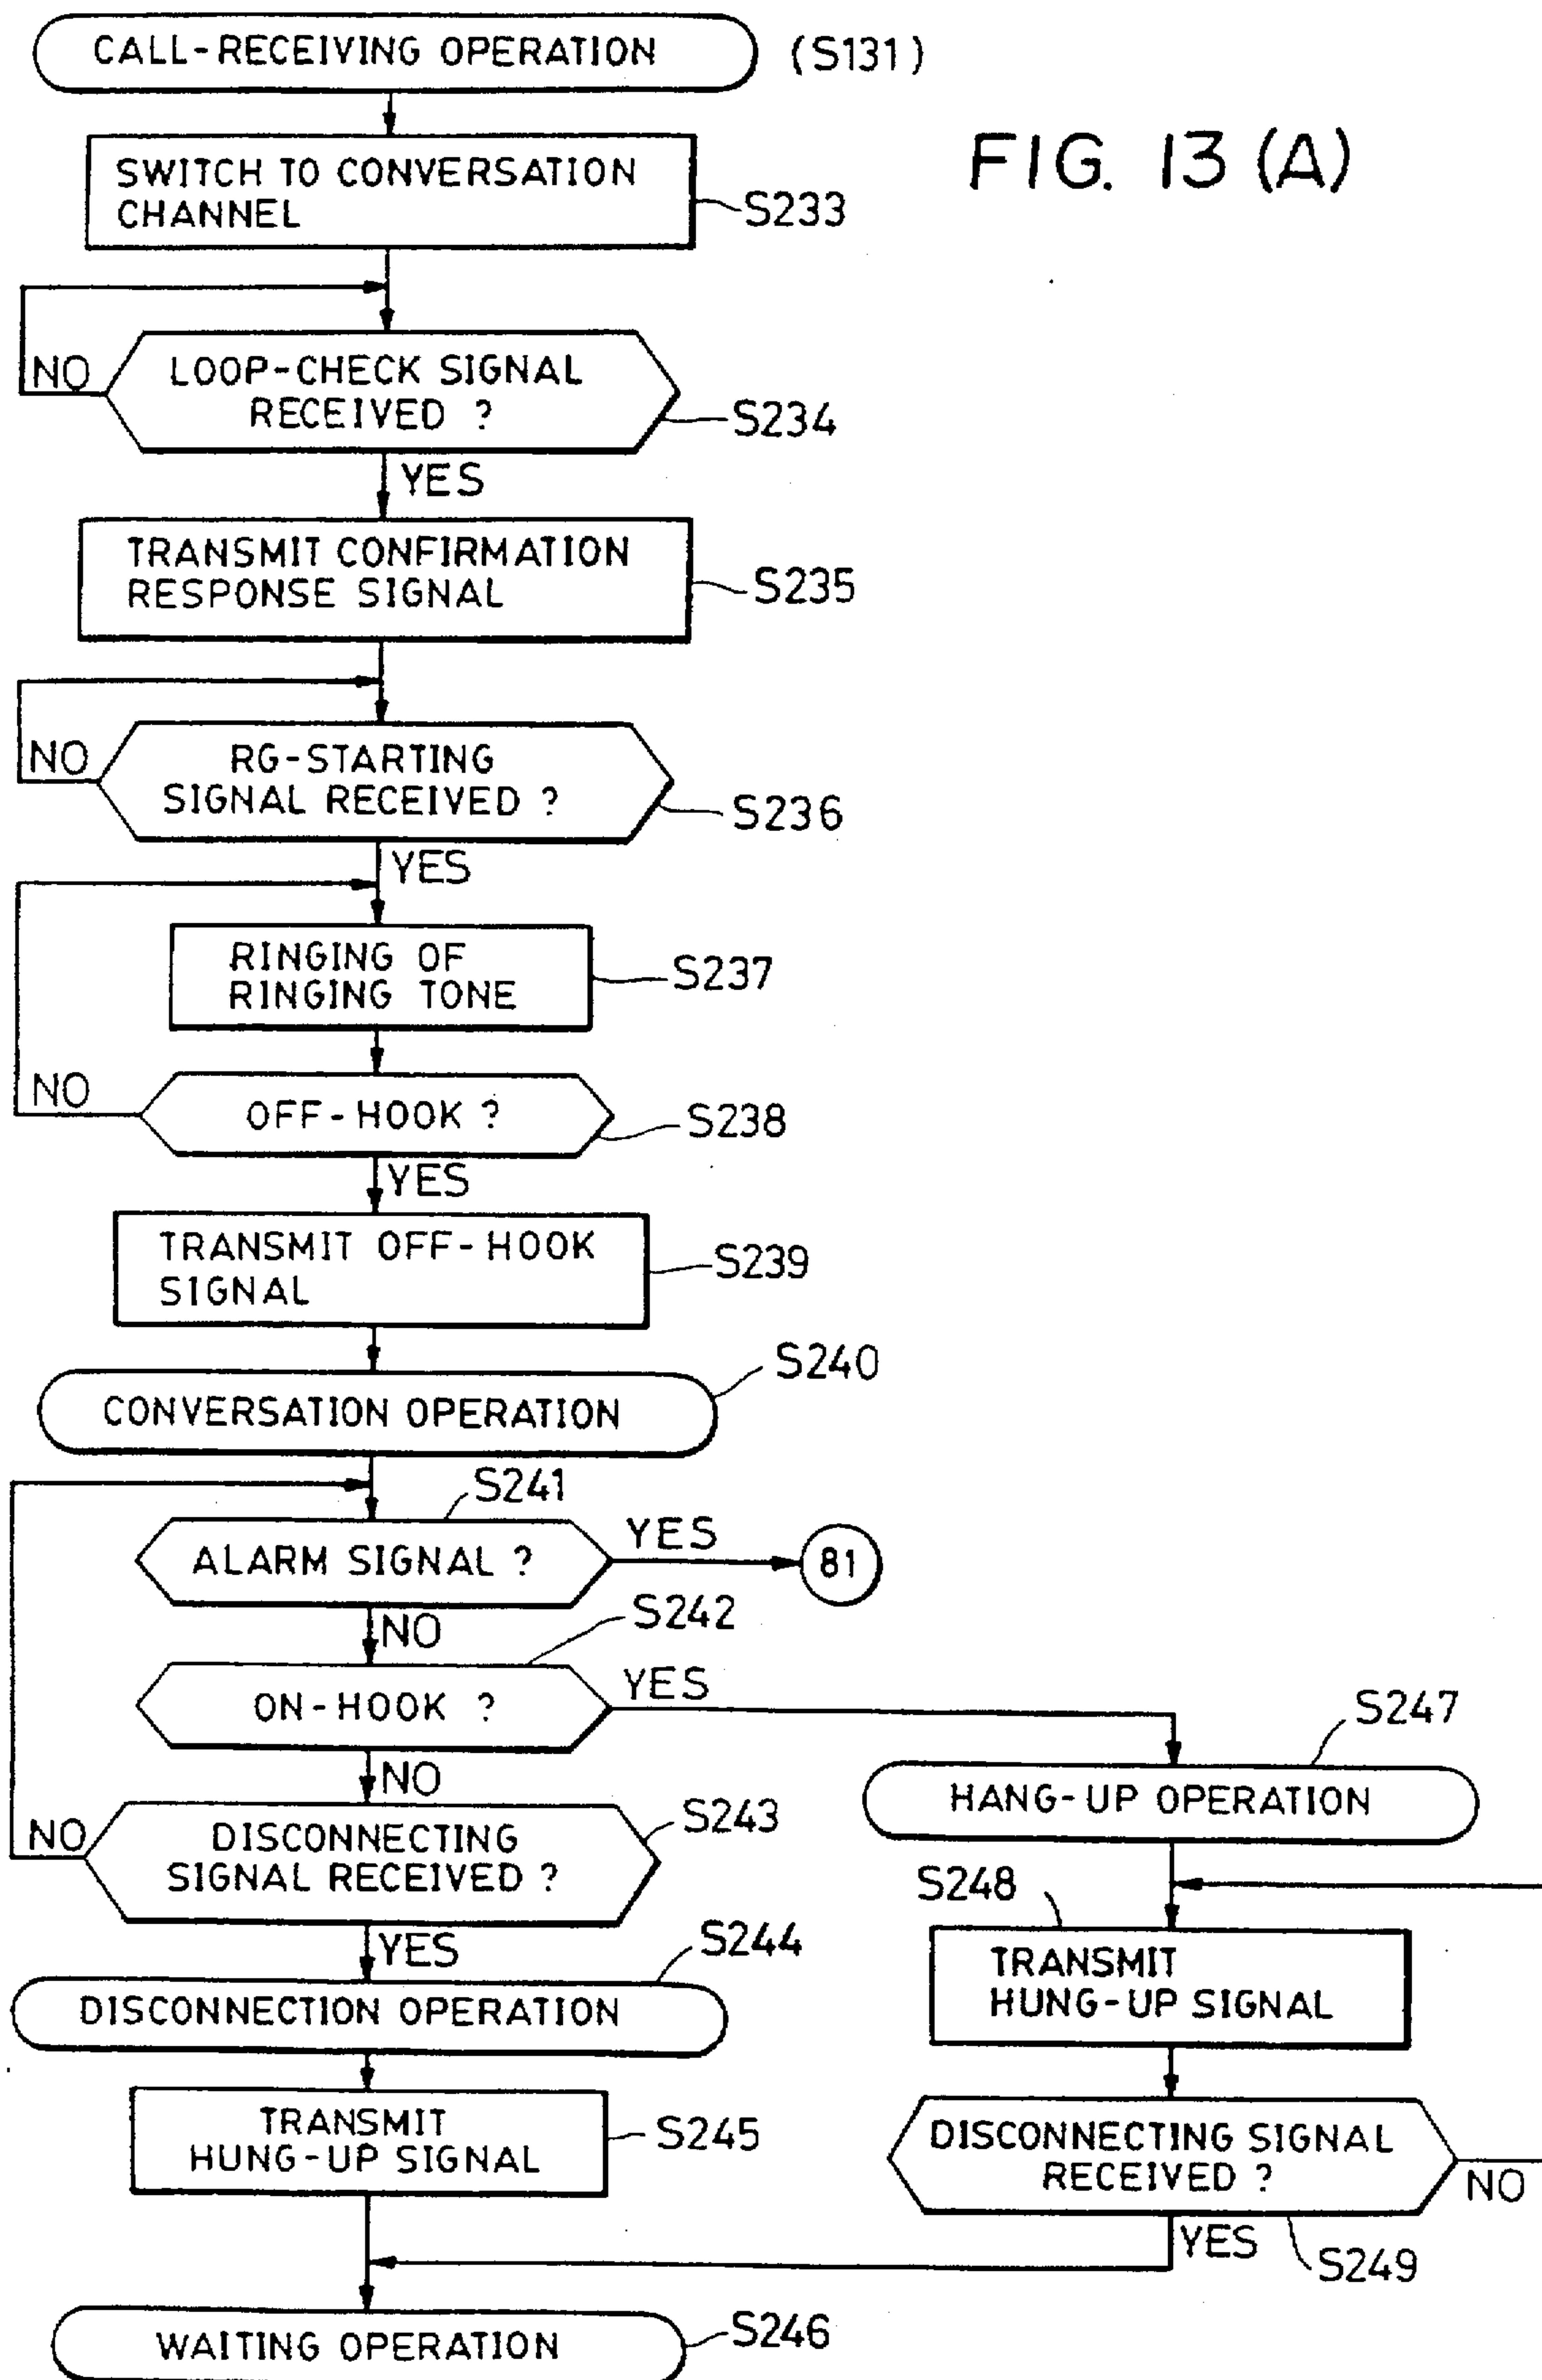 CALL-RECEIVING OPERATION (S131)
FIG. 13 (A)
SWITCH TO CONVERSATION
CHANNEL
S233
NO
LOOP-CHECK SIGNAL
RECEIVED ?
S234
YES
TRANSMIT CONFIRMATION
RESPONSE SIGNAL
S235
NO
RG-STARTING
SIGNAL RECEIVED ?
S236
YES
RINGING OF
RINGING TONE
S237
NO
OFF-HOOK ?
S238
YES
TRANSMIT OFF-HOOK
SIGNAL
S239
S240
CONVERSATION OPERATION
S241
ALARM SIGNAL ?
YES
81
NO
S242
ON-HOOK ?
YES
NO
S247
HANG-UP OPERATION
NO
DISCONNECTING
SIGNAL RECEIVED ?
S243
YES
S244
DISCONNECTION OPERATION
S248
TRANSMIT
HUNG-UP SIGNAL
TRANSMIT
HUNG-UP SIGNAL
S245
DISCONNECTING SIGNAL
RECEIVED ?
NO
YES
S249
WAITING OPERATION
S246